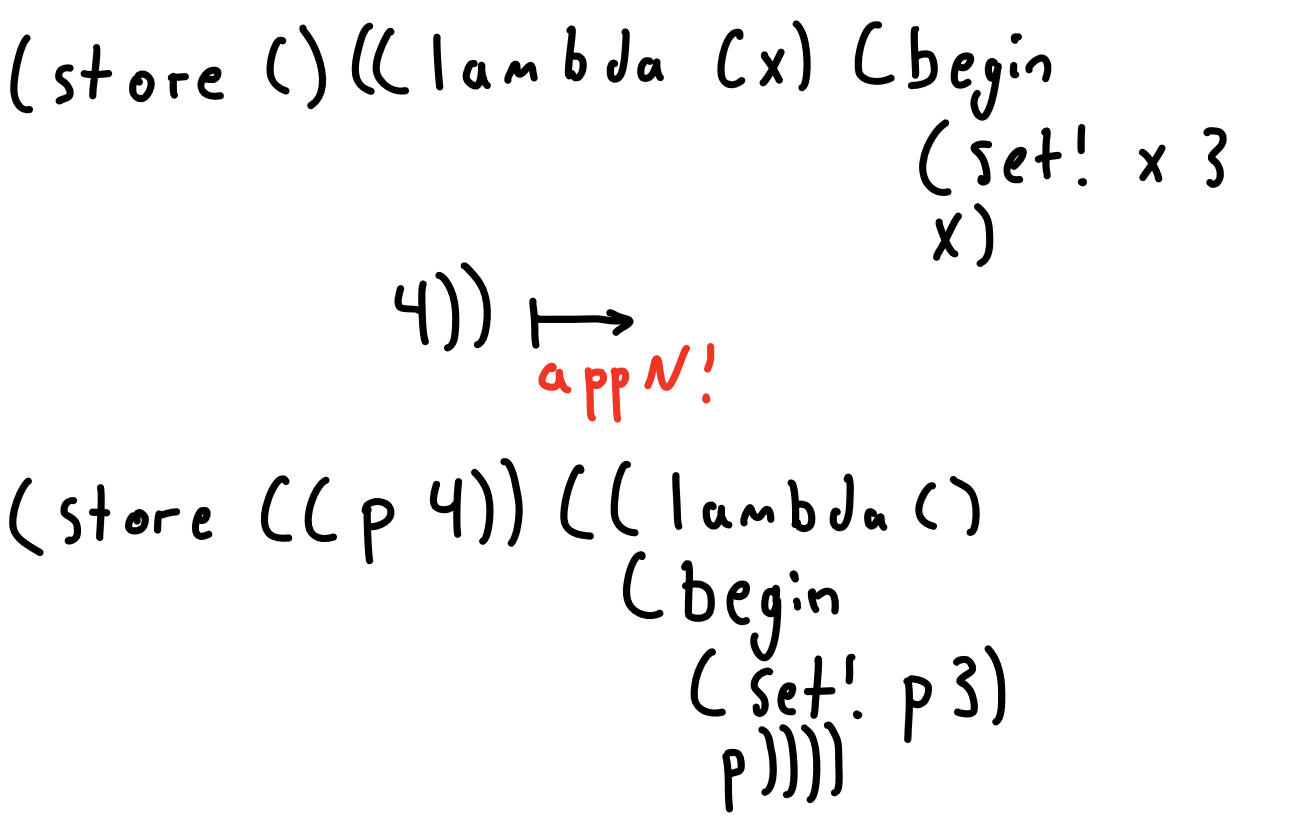 (store ()((lambda (x) (begin
(set! x 3
x)
4)) ↦
appN!
(store ((p 4)) ((lambda ()
(begin
(set! p 3)
p))))